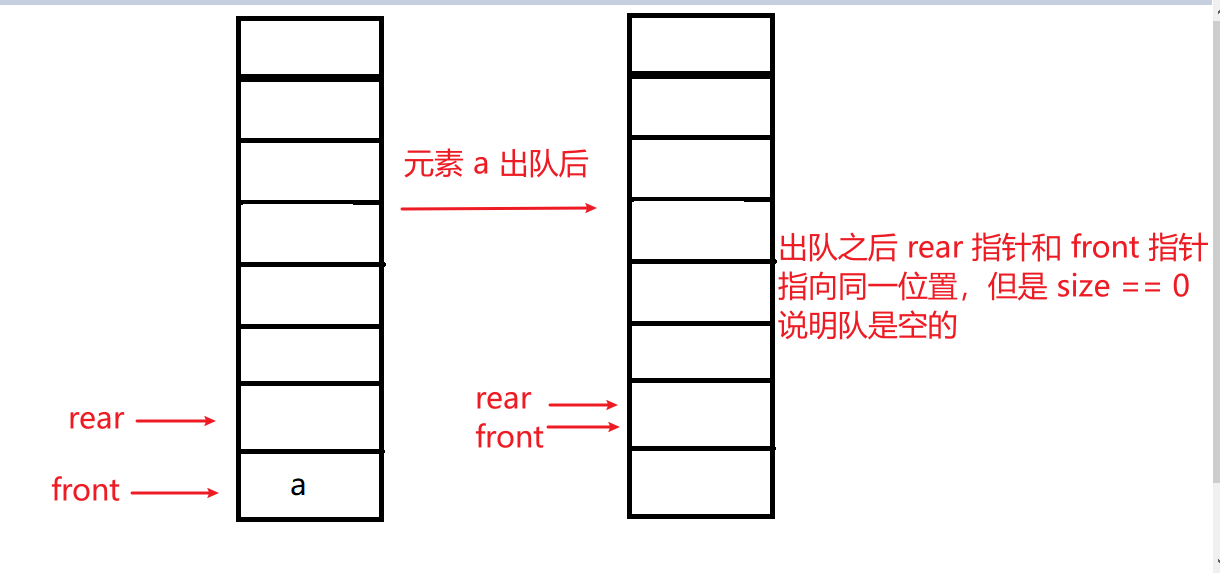 元素 a 出队后
出队之后 rear 指针和 front 指针
指向同一位置，但是 size == 0
说明队是空的
rear
front
a
rear
front